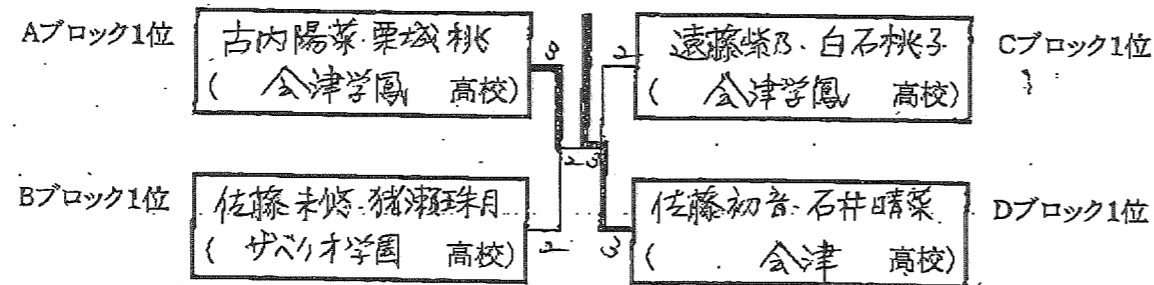 Aブロック1位
古内陽菜・栗城桃
(会津学鳳 高校)
3
2
遠藤紫乃・白石桃子
(会津学鳳 高校)
Cブロック1位
2 3
Bブロック1位
佐藤未悠・猪瀬珠月
(ザベリオ学園 高校)
2
3
佐藤初音・石井晴菜
(会津 高校)
Dブロック1位